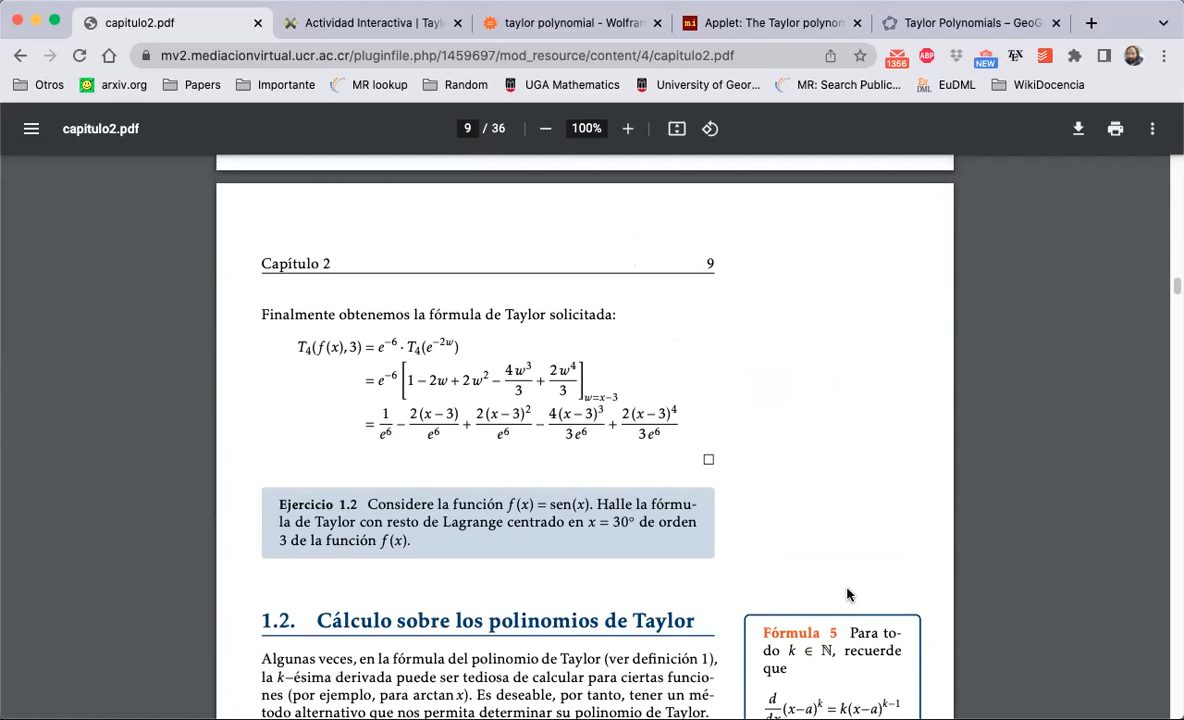 capitulo2.pdf
Actividad Interactiva | Tayl
taylor polynomial - Wolfram
Applet: The Taylor polynom
Taylor Polynomials – GeoG
mv2.mediacionvirtual.ucr.ac.cr/pluginfile.php/1459697/mod_resource/content/4/capitulo2.pdf
1356
ABP
NEW
TEX
Otros
arxiv.org
Papers
Importante
MR lookup
Random
UGA Mathematics
University of Geor...
MR: Search Public...
EuDML
WikiDocencia
capitulo2.pdf
9 / 36
100%
Capítulo 2 9
Finalmente obtenemos la fórmula de Taylor solicitada:
T₄(f(x),3) = e⁻⁶ · T₄(e⁻²ʷ)
= e⁻⁶ [1 − 2w + 2w² − 4w³/3 + 2w⁴/3]w=x−3
= 1/e⁶ − 2(x−3)/e⁶ + 2(x−3)²/e⁶ − 4(x−3)³/3e⁶ + 2(x−3)⁴/3e⁶
□
Ejercicio 1.2 Considere la función f(x) = sen(x). Halle la fórmu-
la de Taylor con resto de Lagrange centrado en x = 30° de orden
3 de la función f(x).
1.2. Cálculo sobre los polinomios de Taylor
Algunas veces, en la fórmula del polinomio de Taylor (ver definición 1),
la k−ésima derivada puede ser tediosa de calcular para ciertas funcio-
nes (por ejemplo, para arctan x). Es deseable, por tanto, tener un mé-
todo alternativo que nos permita determinar su polinomio de Taylor.
Fórmula 5 Para to-
do k ∈ ℕ, recuerde
que
d/dx (x−a)ᵏ = k(x−a)ᵏ⁻¹